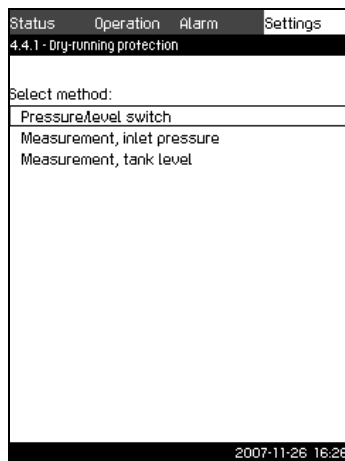 Status Operation Alarm Settings
4.4.1 - Dry-running protection
Select method:
Pressure/level switch
Measurement, inlet pressure
Measurement, tank level
2007-11-26 16:26